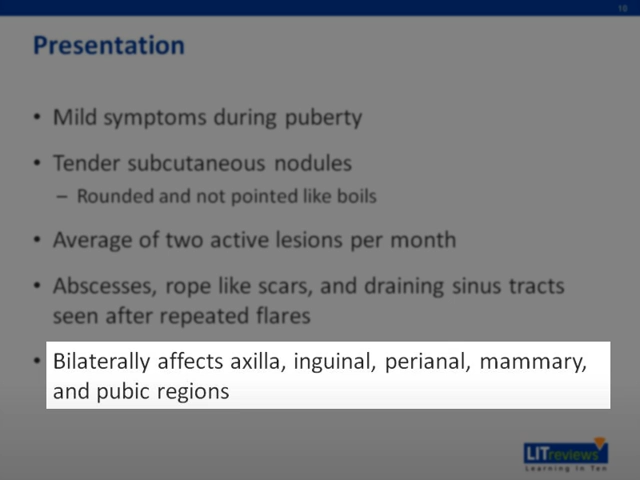 10
Presentation
• Mild symptoms during puberty
• Tender subcutaneous nodules
– Rounded and not pointed like boils
• Average of two active lesions per month
• Abscesses, rope like scars, and draining sinus tracts
seen after repeated flares
• Bilaterally affects axilla, inguinal, perianal, mammary,
and pubic regions
LITreviews
Learning In Ten